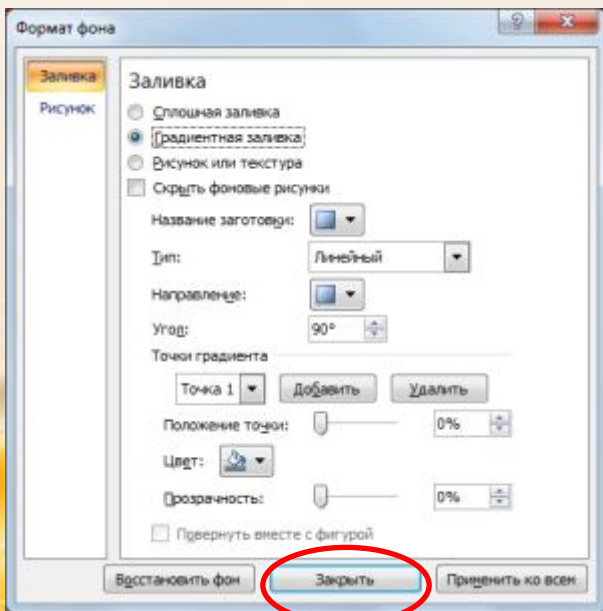 Формат фона
Заливка
Рисунок
Заливка
Сплошная заливка
Градиентная заливка
Рисунок или текстура
Скрыть фоновые рисунки
Название заготовки:
Тип: Линейный
Направление:
Угол: 90°
Точки градиента
Точка 1 Добавить Удалить
Положение точки: 0%
Цвет:
Прозрачность: 0%
Повернуть вместе с фигурой
Восстановить фон Закрыть Применить ко всем